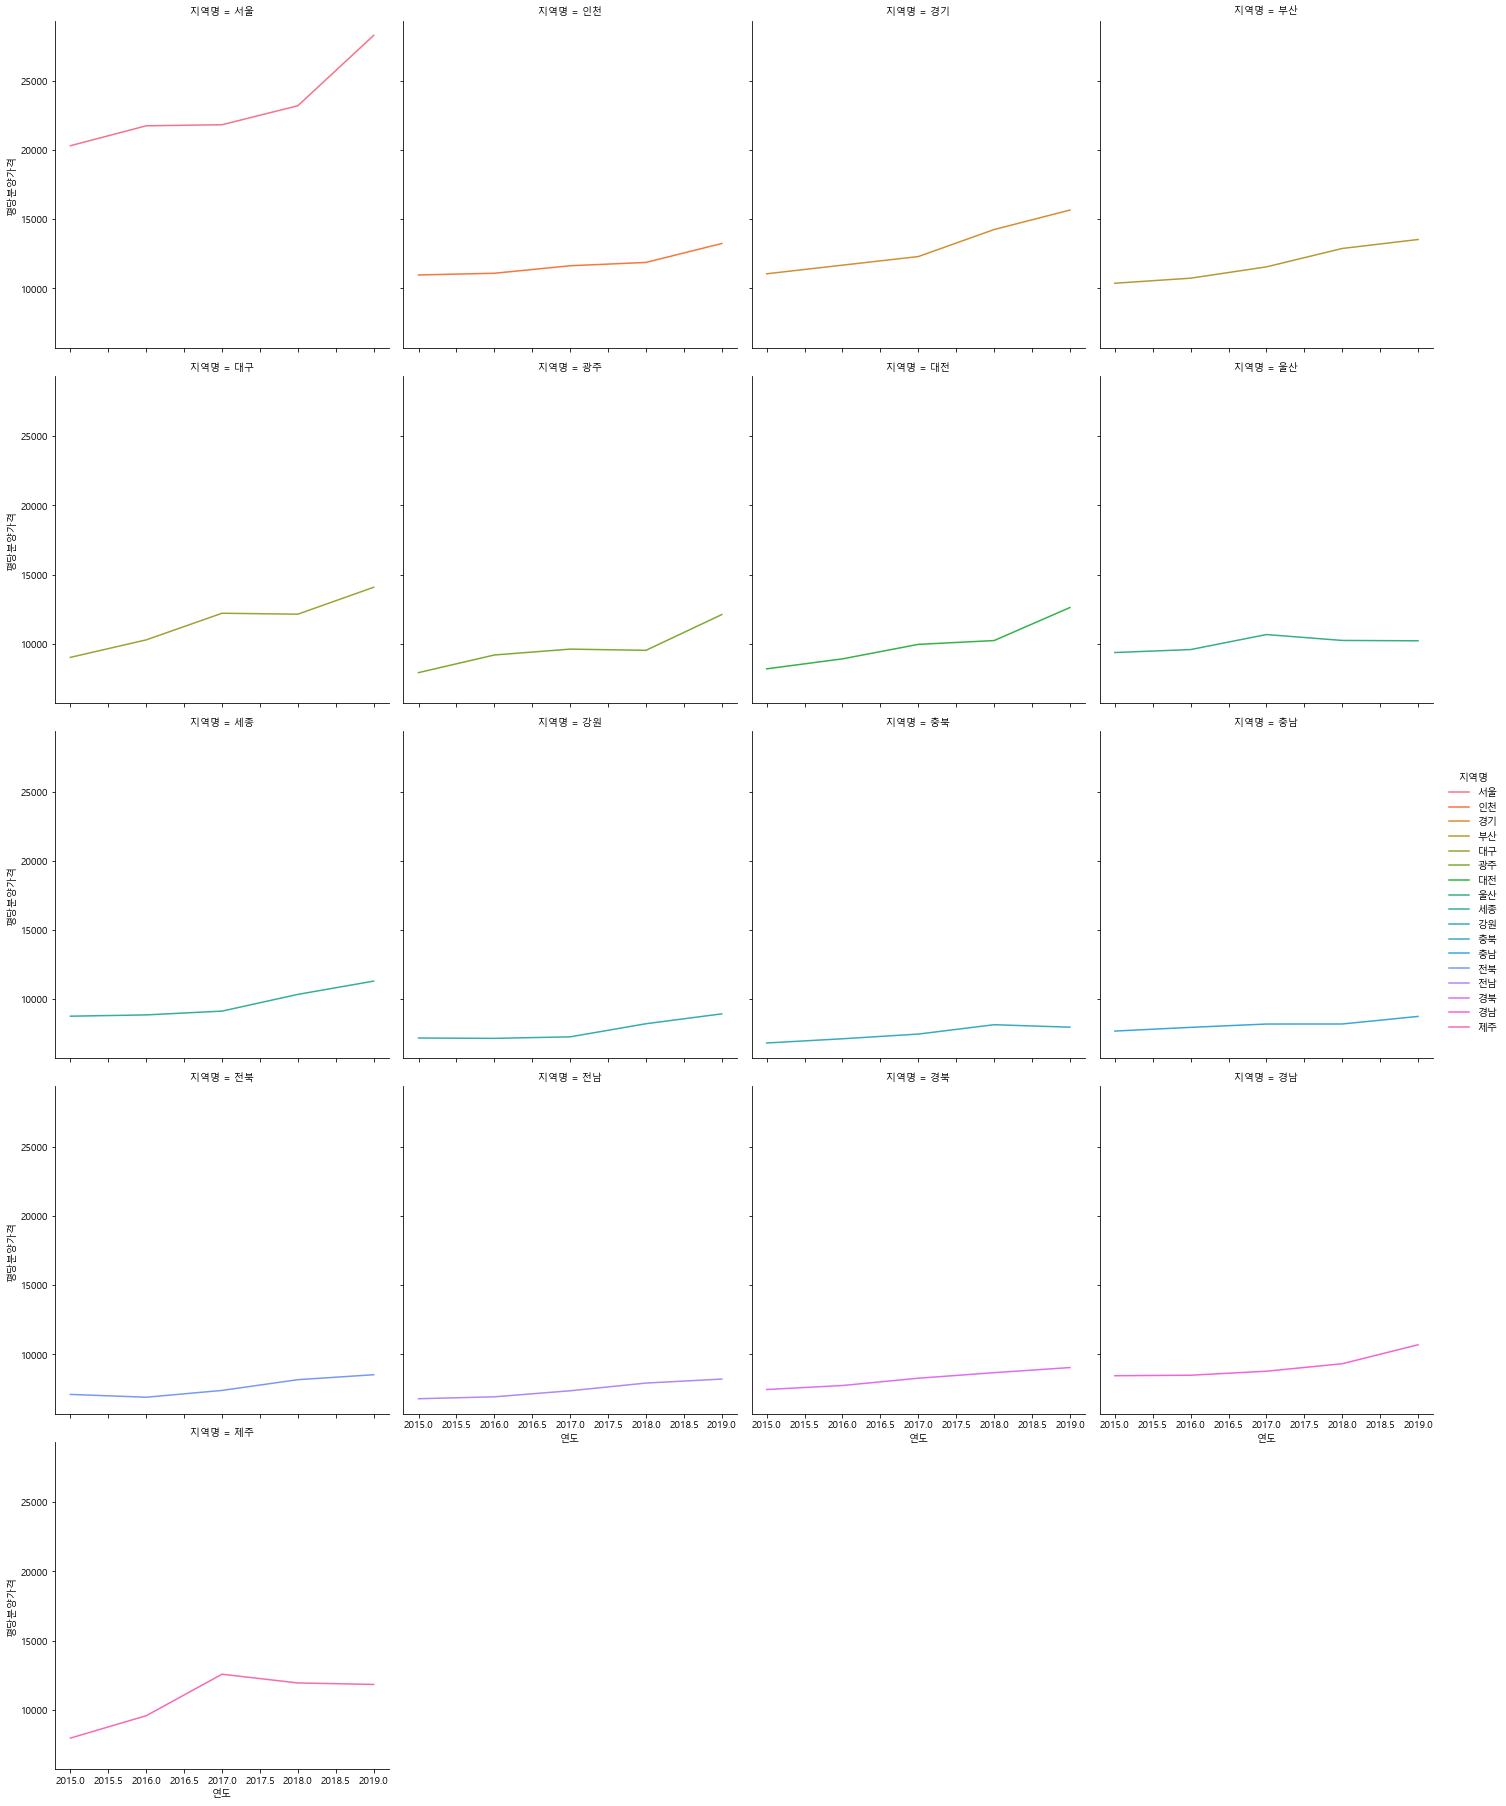 지역명 = 서울
지역명 = 인천
지역명 = 경기
지역명 = 부산
25000
20000
15000
10000
평당분양가격
지역명 = 대구
지역명 = 광주
지역명 = 대전
지역명 = 울산
25000
20000
15000
10000
평당분양가격
지역명 = 세종
지역명 = 강원
지역명 = 충북
지역명 = 충남
25000
20000
15000
10000
평당분양가격
지역명
서울
인천
경기
부산
대구
광주
대전
울산
세종
강원
충북
충남
전북
전남
경북
경남
제주
지역명 = 전북
지역명 = 전남
지역명 = 경북
지역명 = 경남
25000
20000
15000
10000
평당분양가격
2015.0 2015.5 2016.0 2016.5 2017.0 2017.5 2018.0 2018.5 2019.0
연도
2015.0 2015.5 2016.0 2016.5 2017.0 2017.5 2018.0 2018.5 2019.0
연도
2015.0 2015.5 2016.0 2016.5 2017.0 2017.5 2018.0 2018.5 2019.0
연도
지역명 = 제주
25000
20000
15000
10000
평당분양가격
2015.0 2015.5 2016.0 2016.5 2017.0 2017.5 2018.0 2018.5 2019.0
연도